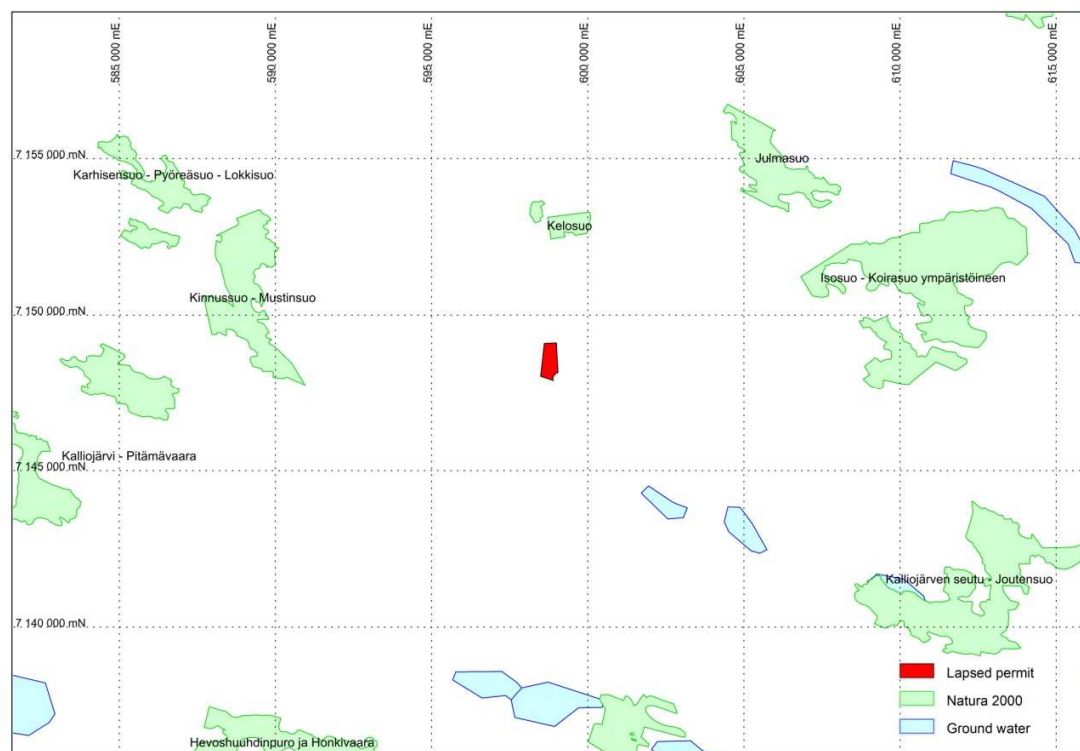 585 000 mE
590 000 mE
595 000 mE
600 000 mE
605 000 mE
610 000 mE
615 000 mE
7 155 000 mN
Julmasuo
Karhisensuo - Pyöreäsuo - Lokkisuo
Kelosuo
Isosuo - Koirasuo ympäristöineen
Kinnussuo - Mustinsuo
7 150 000 mN
Kalliojärvi - Pitämävaara
7 145 000 mN
Kalliojärven seutu - Joutensuo
7 140 000 mN
Lapsed permit
Natura 2000
Ground water
Hevoshuuhdinpuro ja Honkivaara